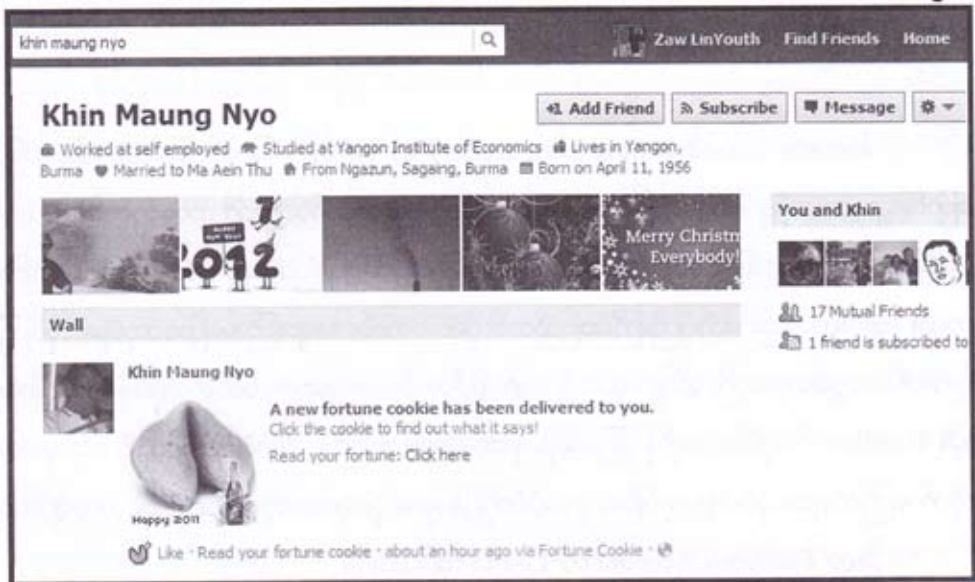 khin maung nyo
Zaw LinYouth Find Friends Home
Khin Maung Nyo
Add Friend Subscribe Message
Worked at self employed Studied at Yangon Institute of Economics Lives in Yangon,
Burma Married to Ma Aein Thu From Ngazun, Sagaing, Burma Born on April 11, 1956
2012
Merry Christm
Everybody!
You and Khin
17 Mutual Friends
1 friend is subscribed to
Wall
Khin Maung Nyo
A new fortune cookie has been delivered to you.
Click the cookie to find out what it says!
Read your fortune: Click here
Happy 2011
Like · Read your fortune cookie · about an hour ago via Fortune Cookie ·